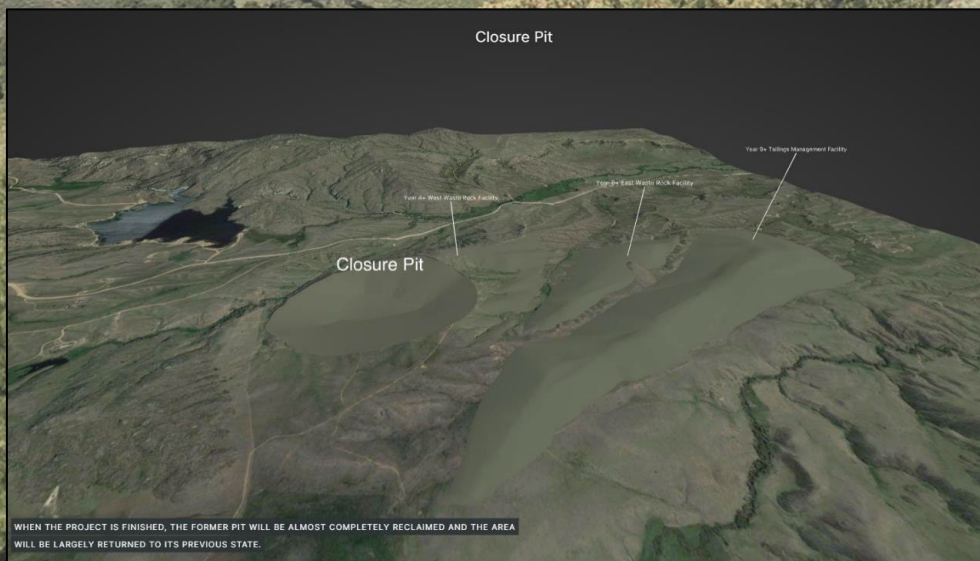 Closure Pit
Year 9+ Tailings Management Facility
Year 8+ East Waste Rock Facility
Year 4+ West Waste Rock Facility
Closure Pit
WHEN THE PROJECT IS FINISHED, THE FORMER PIT WILL BE ALMOST COMPLETELY RECLAIMED AND THE AREA
WILL BE LARGELY RETURNED TO ITS PREVIOUS STATE.